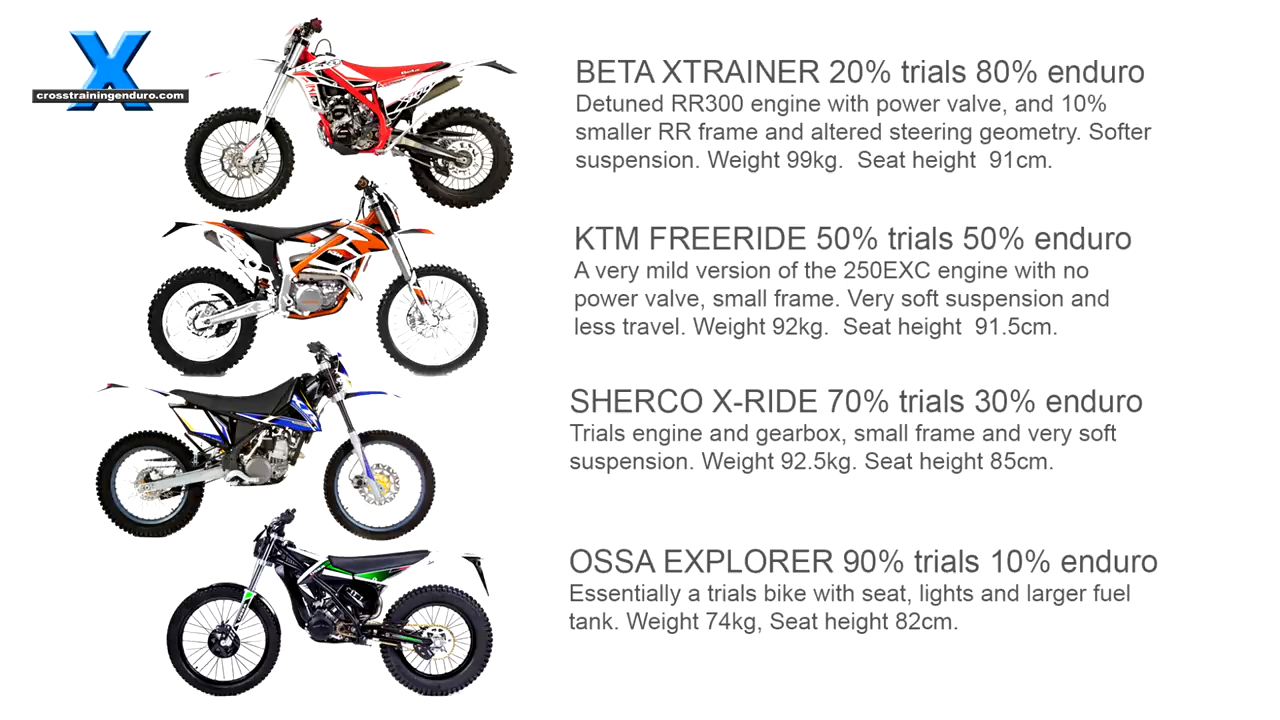 X
crosstrainingenduro.com
BETA XTRAINER 20% trials 80% enduro
Detuned RR300 engine with power valve, and 10%
smaller RR frame and altered steering geometry. Softer
suspension. Weight 99kg.  Seat height  91cm.
KTM FREERIDE 50% trials 50% enduro
A very mild version of the 250EXC engine with no
power valve, small frame. Very soft suspension and
less travel. Weight 92kg.  Seat height  91.5cm.
SHERCO X-RIDE 70% trials 30% enduro
Trials engine and gearbox, small frame and very soft
suspension. Weight 92.5kg. Seat height 85cm.
OSSA EXPLORER 90% trials 10% enduro
Essentially a trials bike with seat, lights and larger fuel
tank. Weight 74kg, Seat height 82cm.